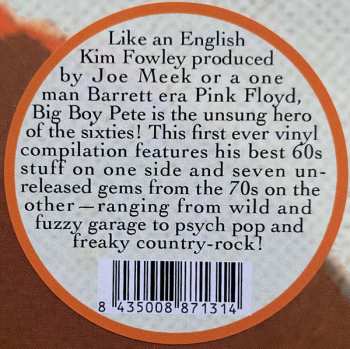 Like an English
Kim Fowley produced
by Joe Meek or a one
man Barrett era Pink Floyd,
Big Boy Pete is the unsung hero
of the sixties! This first ever vinyl
compilation features his best 60s
stuff on one side and seven un-
released gems from the 70s on the
other—ranging from wild and
fuzzy garage to psych pop and
freaky country-rock!
8 435008 871314